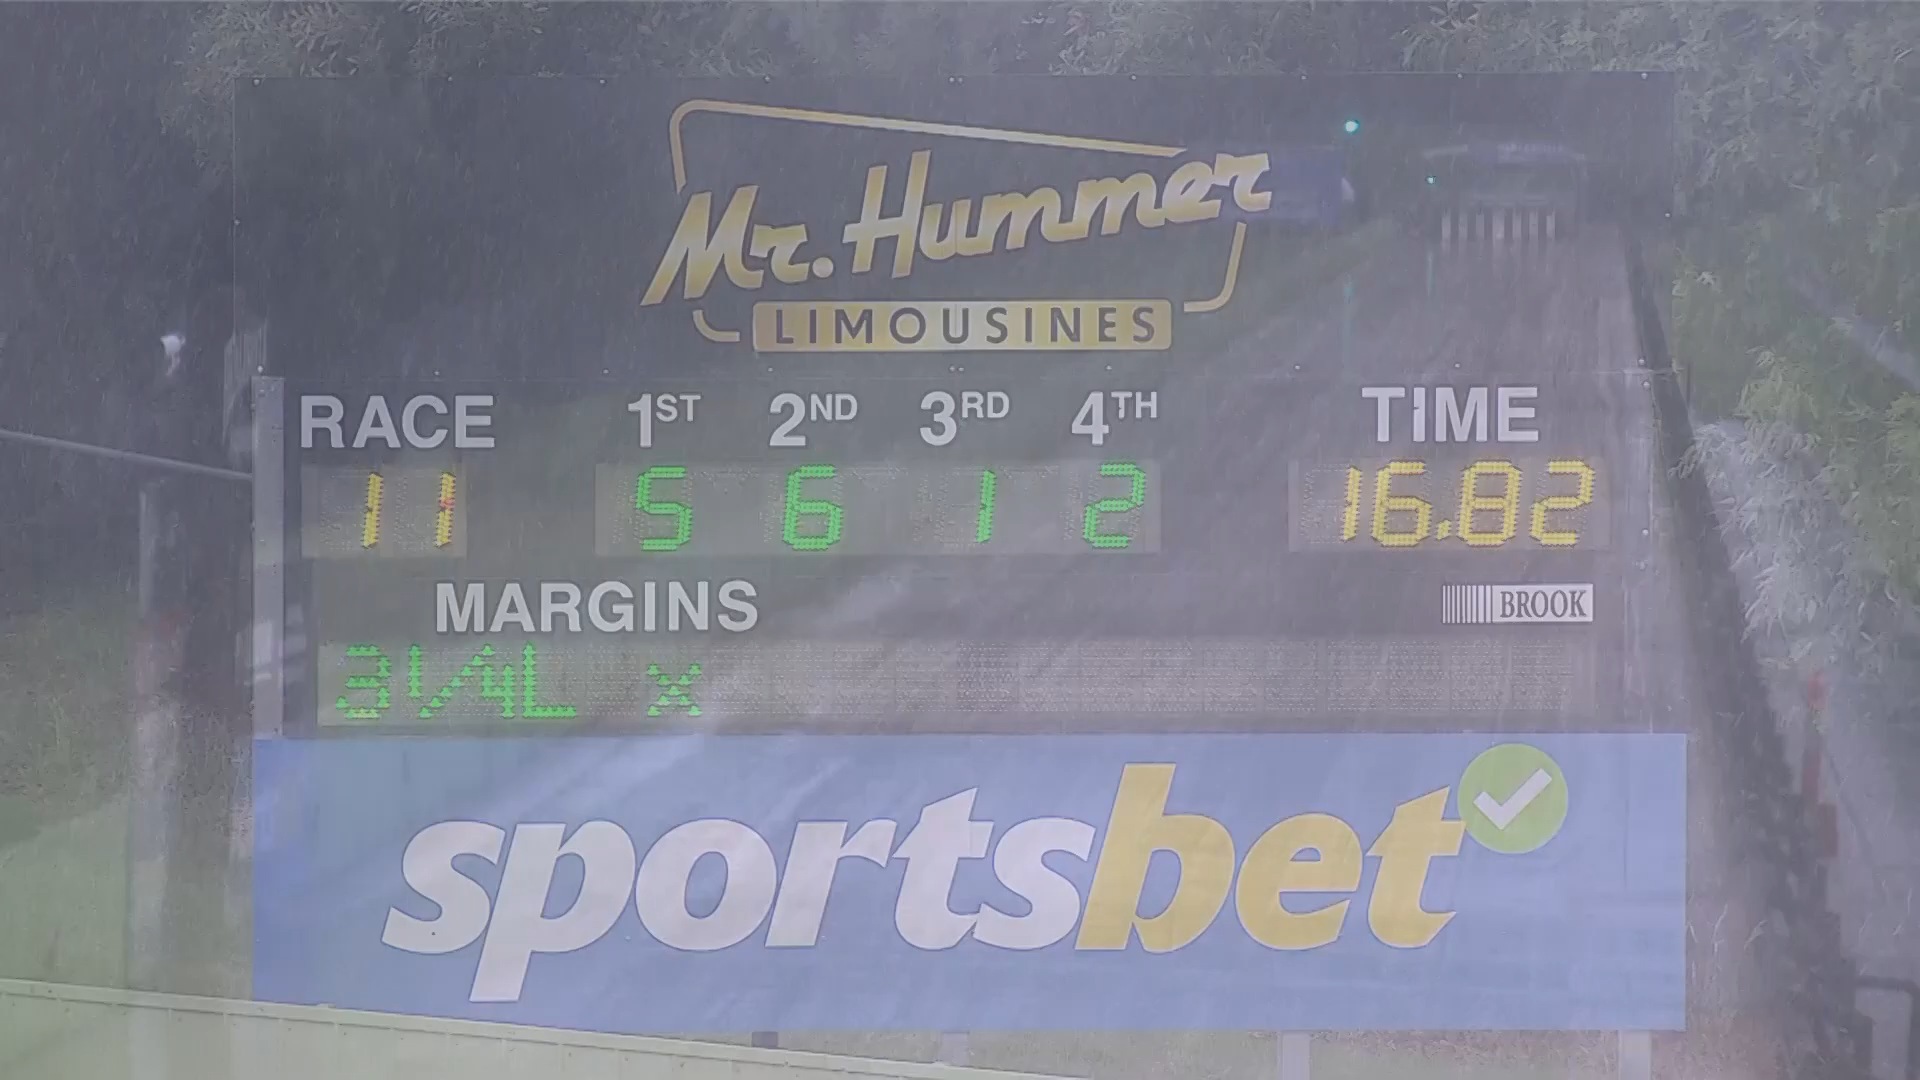 Mr. Hummer
LIMOUSINES
RACE 1ST 2ND 3RD 4TH TIME
11 5 6 1 2 16.82
MARGINS BROOK
3 1/4L x
sportsbet